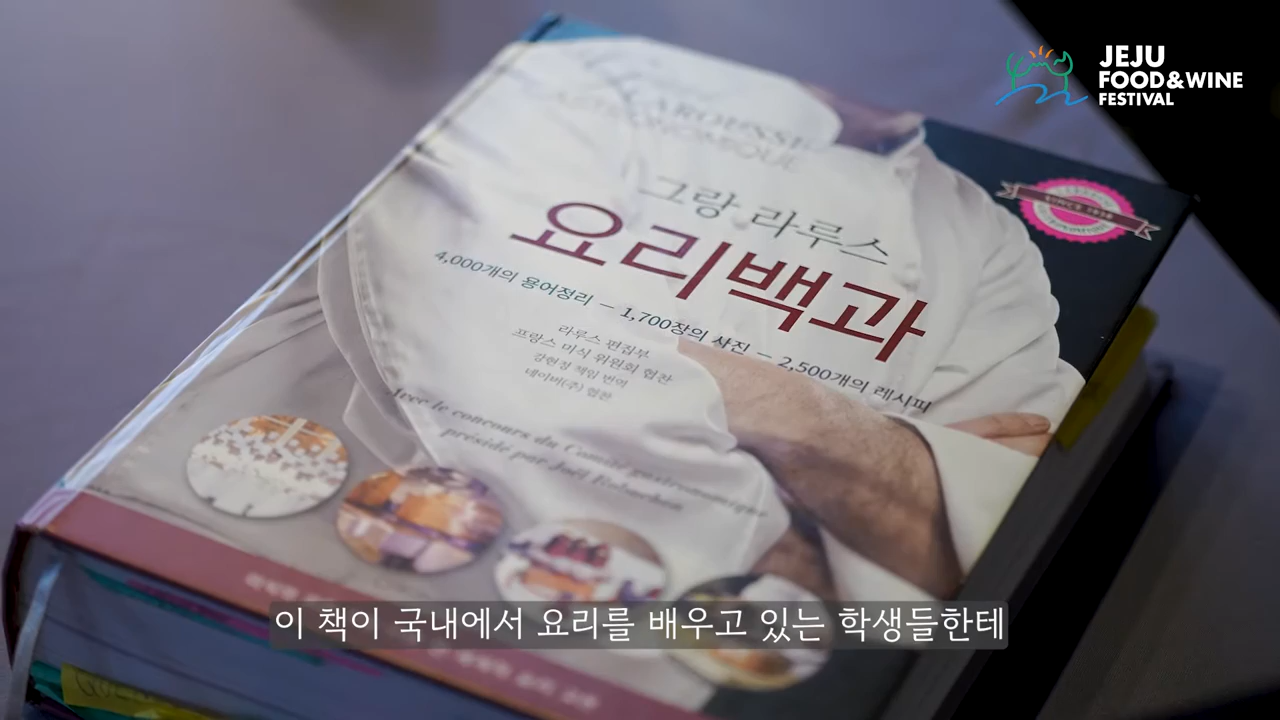 JEJU
FOOD&WINE
FESTIVAL
SINCE 1938
그랑 라루스
요리백과
4,000개의 용어정리 – 1,700장의 사진 – 2,500개의 레시피
라루스 편집부
프랑스 미식 위원회 협찬
강현정 책임 번역
네이버(주) 협찬
Avec le concours du Comité gastronomique
présidé par Joël Robuchon
이 책이 국내에서 요리를 배우고 있는 학생들한테